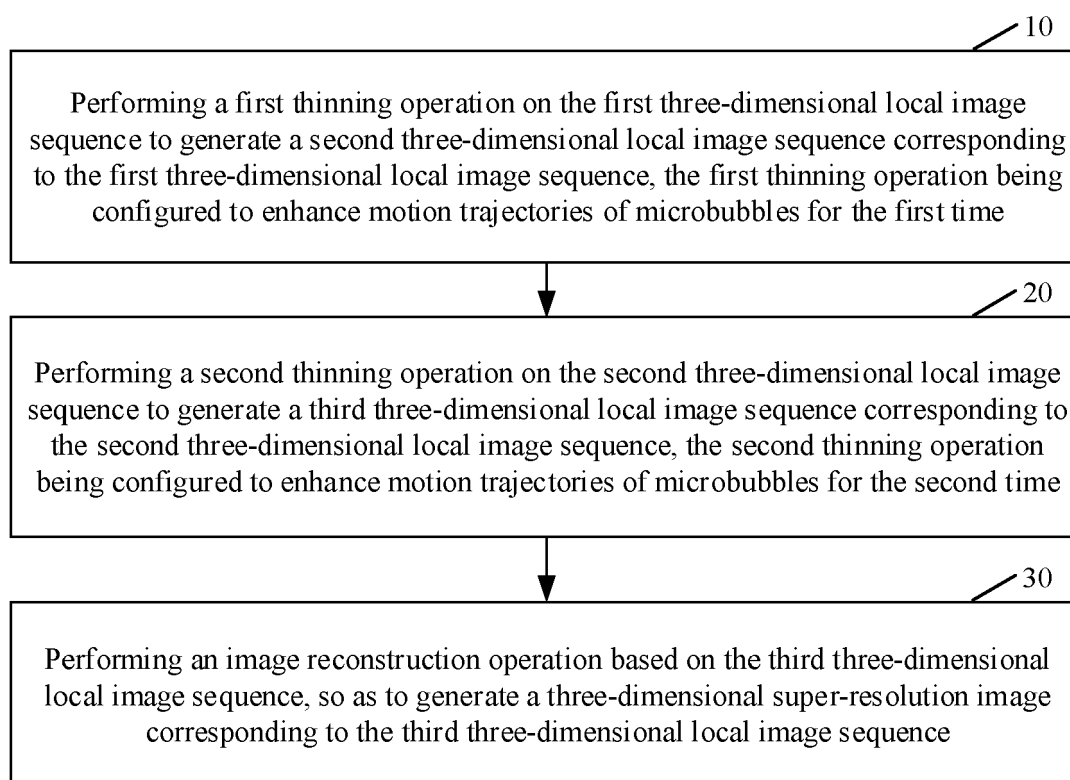 10
Performing a first thinning operation on the first three-dimensional local image
sequence to generate a second three-dimensional local image sequence corresponding
to the first three-dimensional local image sequence, the first thinning operation being
configured to enhance motion trajectories of microbubbles for the first time
20
Performing a second thinning operation on the second three-dimensional local image
sequence to generate a third three-dimensional local image sequence corresponding to
the second three-dimensional local image sequence, the second thinning operation
being configured to enhance motion trajectories of microbubbles for the second time
30
Performing an image reconstruction operation based on the third three-dimensional
local image sequence, so as to generate a three-dimensional super-resolution image
corresponding to the third three-dimensional local image sequence